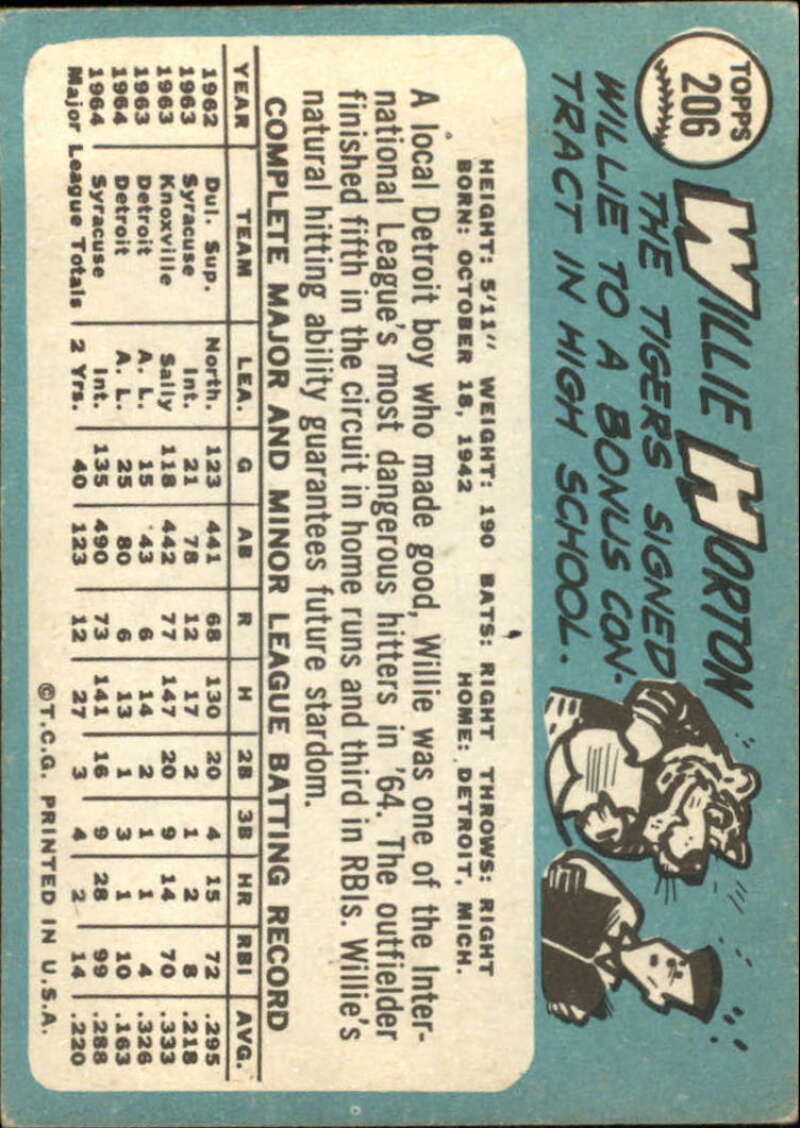 TOPPS
206
WILLIE HORTON
THE TIGERS SIGNED
WILLIE TO A BONUS CON-
TRACT IN HIGH SCHOOL.
HEIGHT: 5'11" WEIGHT: 190 BATS: RIGHT THROWS: RIGHT
BORN: OCTOBER 18, 1942 HOME: DETROIT, MICH.
A local Detroit boy who made good, Willie was one of the Inter-
national League's most dangerous hitters in '64. The outfielder
finished fifth in the circuit in home runs and third in RBIs. Willie's
natural hitting ability guarantees future stardom.
COMPLETE MAJOR AND MINOR LEAGUE BATTING RECORD
YEAR TEAM LEA. G AB R H 2B 3B HR RBI AVG.
1962 Dul. Sup. North. 123 441 68 130 20 4 15 72 .295
1963 Syracuse Int. 21 78 12 17 2 1 2 8 .218
1963 Knoxville Sally 118 442 77 147 20 9 14 70 .333
1963 Detroit A. L. 15 43 6 14 2 1 1 4 .326
1964 Detroit A. L. 25 80 6 13 1 3 1 10 .163
1964 Syracuse Int. 135 490 73 141 16 9 28 99 .288
Major League Totals 2 Yrs. 40 123 12 27 3 4 2 14 .220
©T.C.G. PRINTED IN U.S.A.